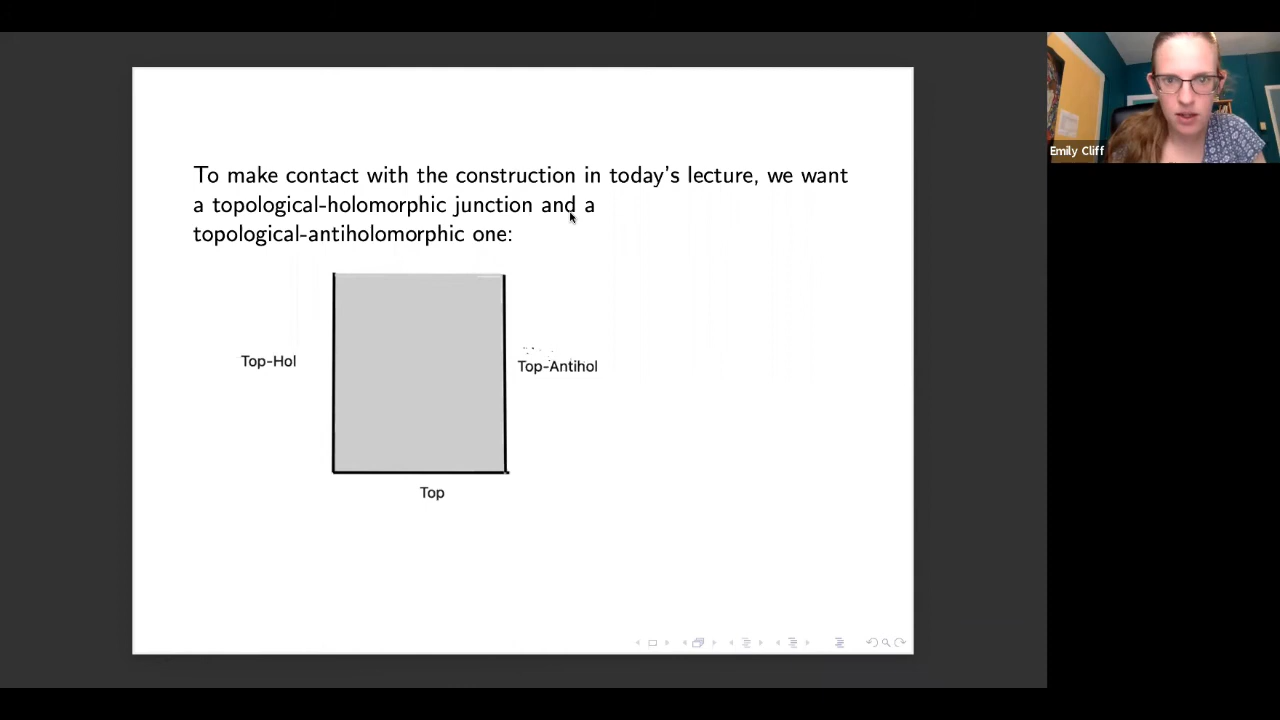 To make contact with the construction in today's lecture, we want
a topological-holomorphic junction and a
topological-antiholomorphic one:
Top-Hol
Top-Antihol
Top
Emily Cliff